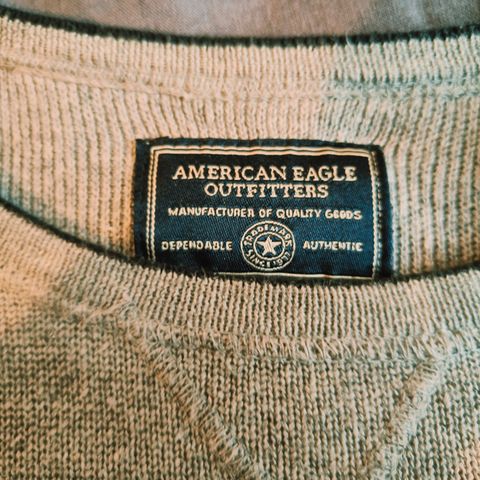 AMERICAN EAGLE
OUTFITTERS
MANUFACTURER OF QUALITY GOODS
DEPENDABLE
TRADEMARK
SINCE 1977
AUTHENTIC